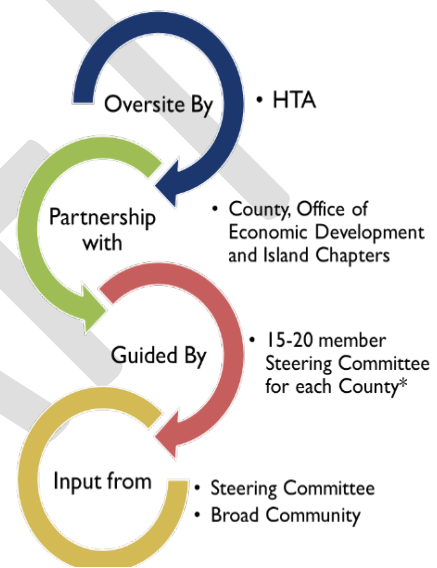 Oversite By
• HTA
Partnership
with
• County, Office of
Economic Development
and Island Chapters
Guided By
• 15-20 member
Steering Committee
for each County*
Input from
• Steering Committee
• Broad Community